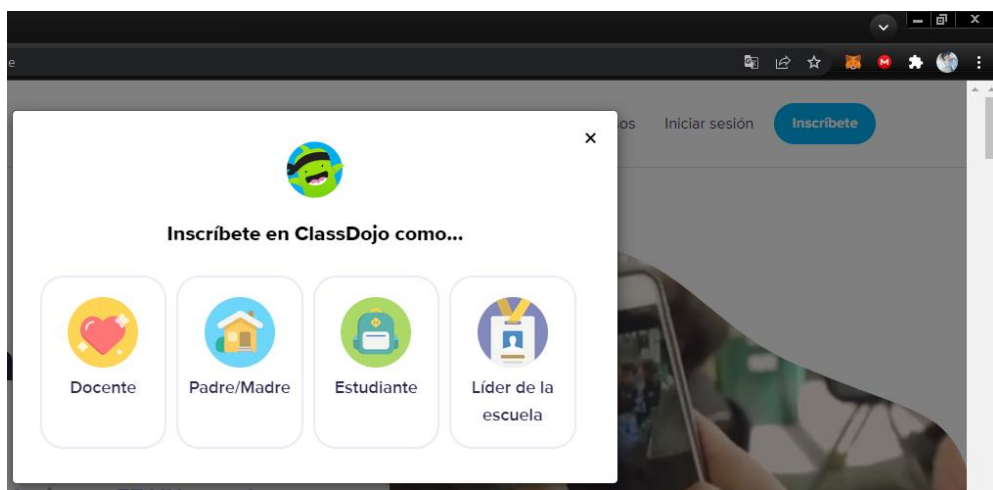 e
os Iniciar sesión Inscríbete
Inscríbete en ClassDojo como...
Docente
Padre/Madre
Estudiante
Líder de la
escuela